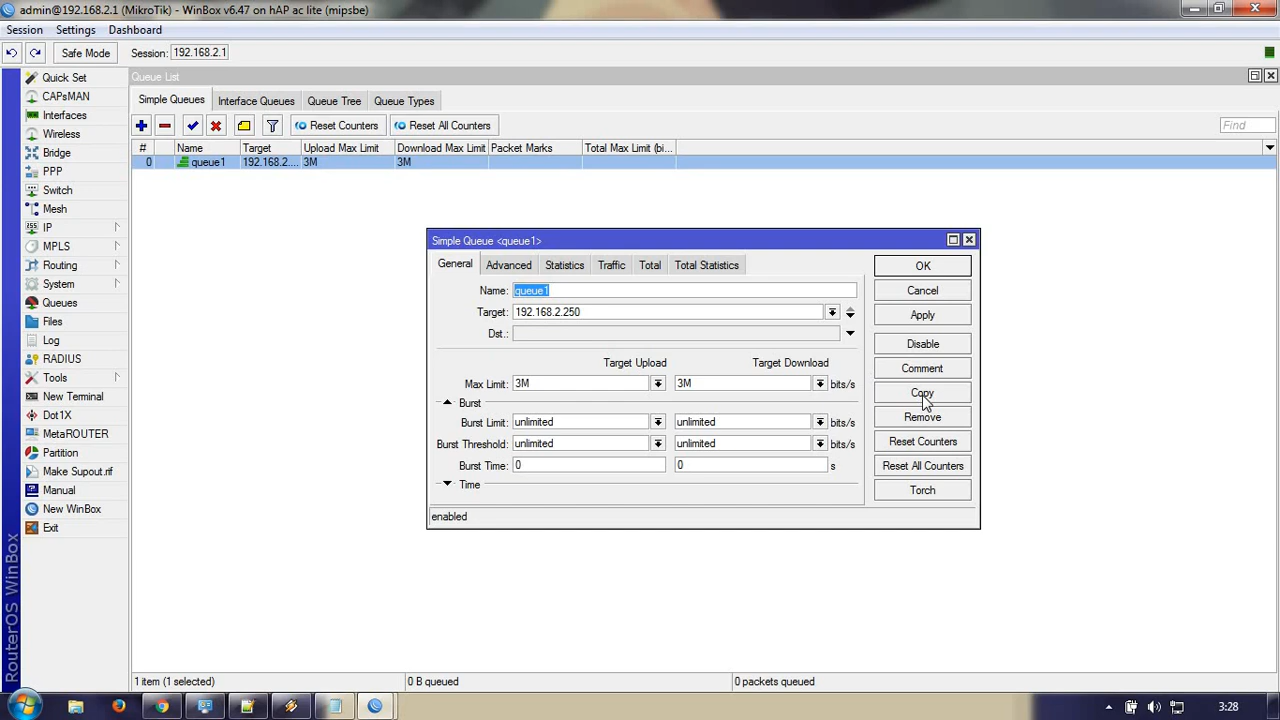 admin@192.168.2.1 (MikroTik) - WinBox v6.47 on hAP ac lite (mipsbe)
Session Settings Dashboard
Safe Mode Session: 192.168.2.1
Quick Set
CAPsMAN
Interfaces
Wireless
Bridge
PPP
Switch
Mesh
IP
MPLS
Routing
System
Queues
Files
Log
RADIUS
Tools
New Terminal
Dot1X
MetaROUTER
Partition
Make Supout.rif
Manual
New WinBox
Exit
RouterOS WinBox
Queue List
Simple Queues Interface Queues Queue Tree Queue Types
Reset Counters Reset All Counters Find
# Name Target Upload Max Limit Download Max Limit Packet Marks Total Max Limit (bi...
0 queue1 192.168.2.... 3M 3M
Simple Queue <queue1>
General Advanced Statistics Traffic Total Total Statistics
Name: queue1
Target: 192.168.2.250
Dst.:
Target Upload Target Download
Max Limit: 3M 3M bits/s
Burst
Burst Limit: unlimited unlimited bits/s
Burst Threshold: unlimited unlimited bits/s
Burst Time: 0 0 s
Time
enabled
OK
Cancel
Apply
Disable
Comment
Copy
Remove
Reset Counters
Reset All Counters
Torch
1 item (1 selected) 0 B queued 0 packets queued
3:28